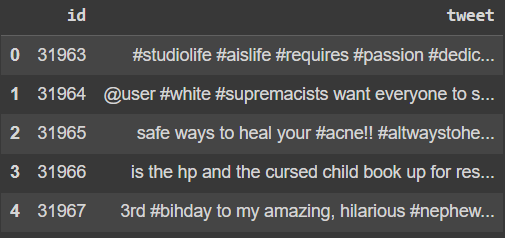 id tweet
0 31963 #studiolife #aislife #requires #passion #dedic...
1 31964 @user #white #supremacists want everyone to s...
2 31965 safe ways to heal your #acne!! #altwaystohe...
3 31966 is the hp and the cursed child book up for res...
4 31967 3rd #bihday to my amazing, hilarious #nephew...